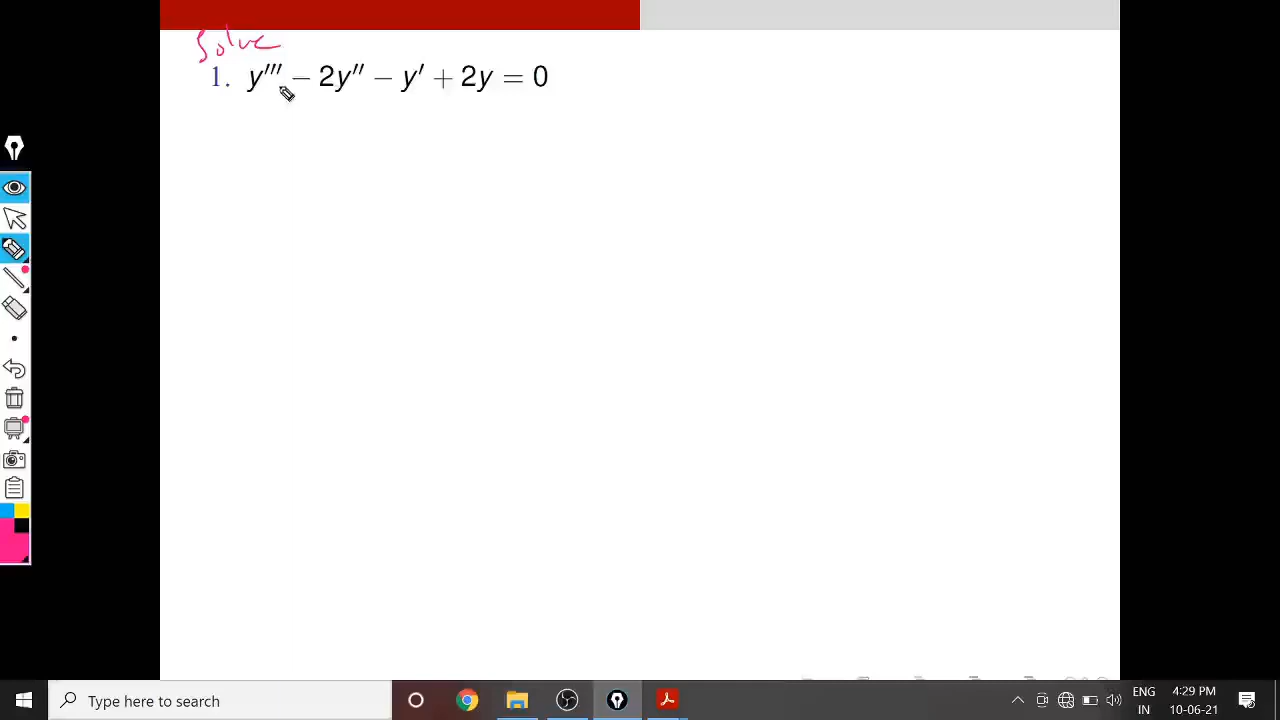 Solve
1. y′′′ − 2y′′ − y′ + 2y = 0
Type here to search
ENG
IN
4:29 PM
10-06-21